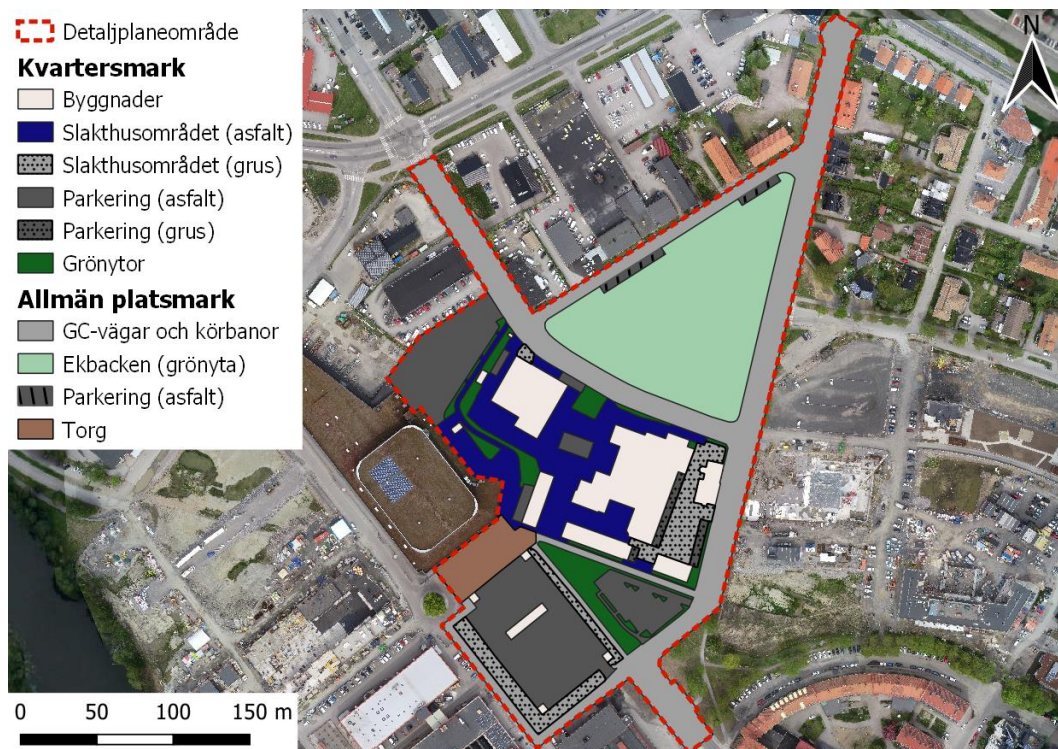 Detaljplaneområde
Kvartersmark
Byggnader
Slakthusområdet (asfalt)
Slakthusområdet (grus)
Parkering (asfalt)
Parkering (grus)
Grönytor
Allmän platsmark
GC-vägar och körbanor
Ekbacken (grönyta)
Parkering (asfalt)
Torg
N
0 50 100 150 m